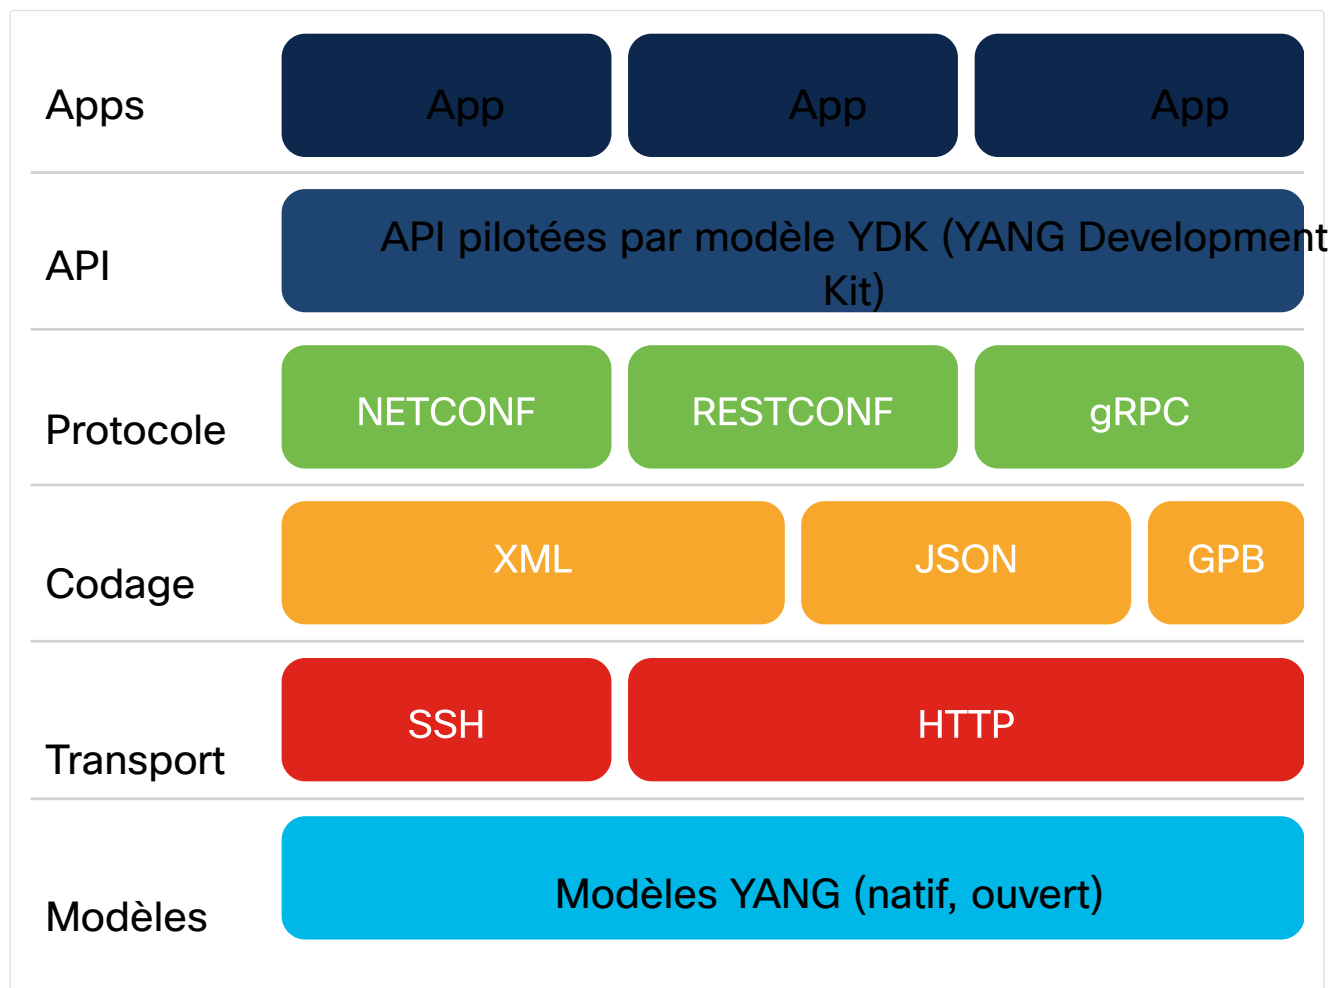 Apps
App
App
App
API
API pilotées par modèle YDK (YANG Development
Kit)
Protocole
NETCONF
RESTCONF
gRPC
Codage
XML
JSON
GPB
Transport
SSH
HTTP
Modèles
Modèles YANG (natif, ouvert)